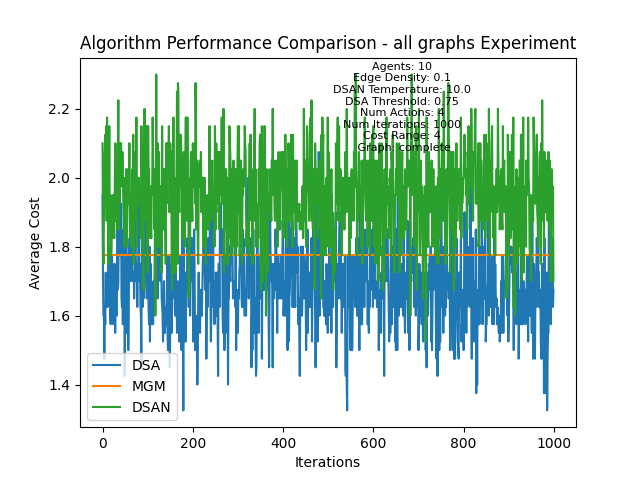 Algorithm Performance Comparison - all graphs Experiment
Agents: 10
Edge Density: 0.1
DSAN Temperature: 10.0
DSA Threshold: 0.75
Num Actions: 4
Num Iterations: 1000
Cost Range: 4
Graph: complete
Average Cost
2.2
2.0
1.8
1.6
1.4
DSA
MGM
DSAN
0 200 400 600 800 1000
Iterations